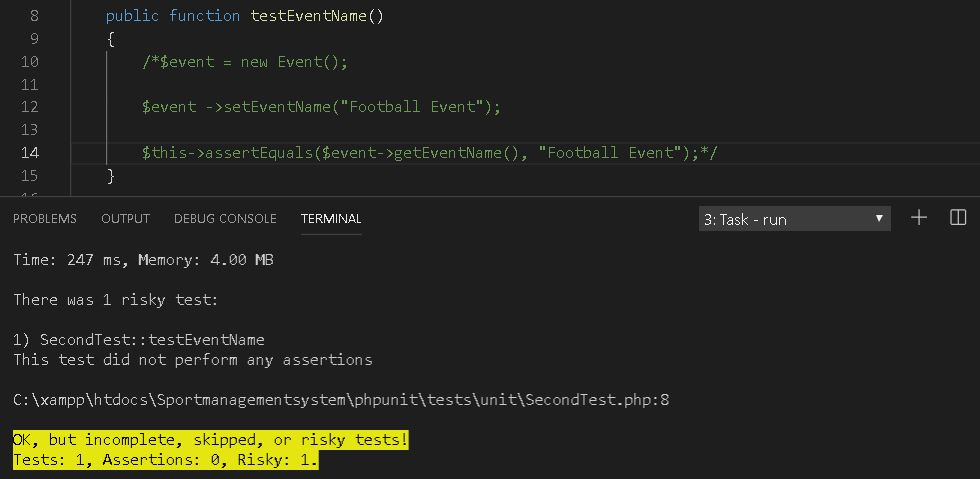 8 public function testEventName()
9 {
10 /*$event = new Event();
11
12 $event ->setEventName("Football Event");
13
14 $this->assertEquals($event->getEventName(), "Football Event");*/
15 }
PROBLEMS OUTPUT DEBUG CONSOLE TERMINAL 3: Task - run
Time: 247 ms, Memory: 4.00 MB
There was 1 risky test:
1) SecondTest::testEventName
This test did not perform any assertions
C:\xampp\htdocs\Sportmanagementsystem\phpunit\tests\unit\SecondTest.php:8
OK, but incomplete, skipped, or risky tests!
Tests: 1, Assertions: 0, Risky: 1.